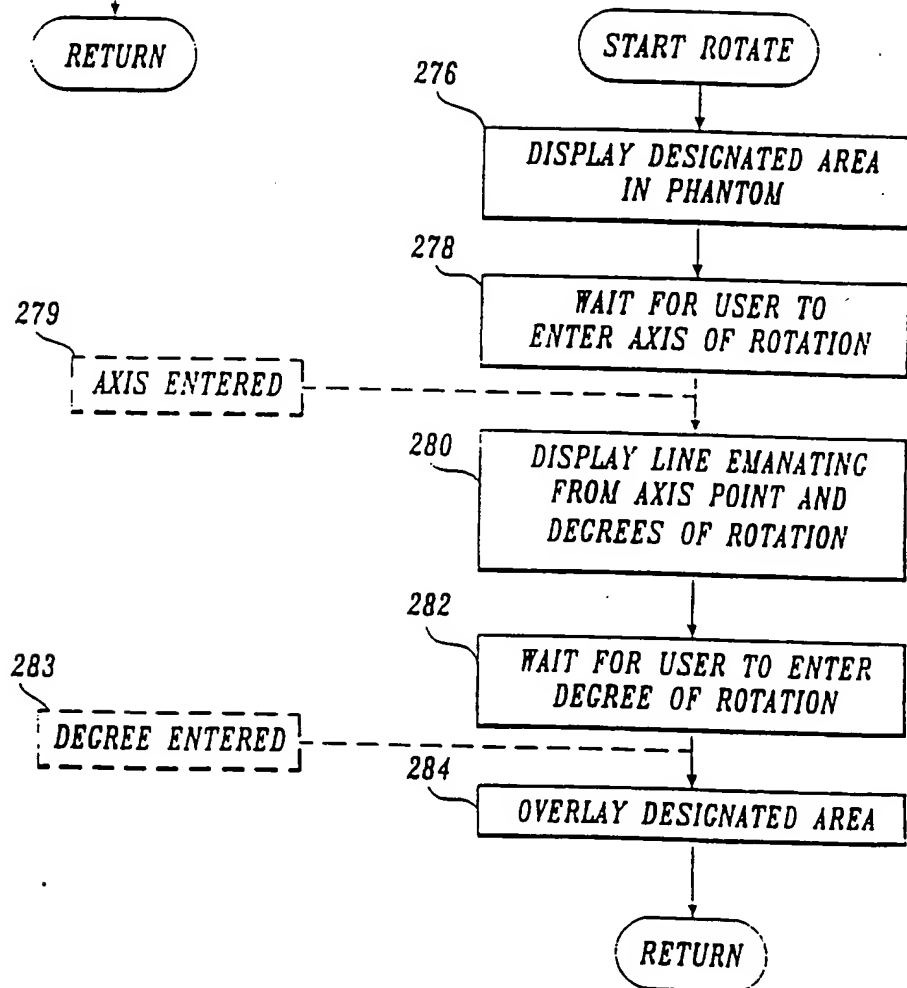 RETURN
START ROTATE
276
DISPLAY DESIGNATED AREA
IN PHANTOM
278
WAIT FOR USER TO
ENTER AXIS OF ROTATION
279
AXIS ENTERED
280
DISPLAY LINE EMANATING
FROM AXIS POINT AND
DEGREES OF ROTATION
282
WAIT FOR USER TO ENTER
DEGREE OF ROTATION
283
DEGREE ENTERED
284
OVERLAY DESIGNATED AREA
RETURN